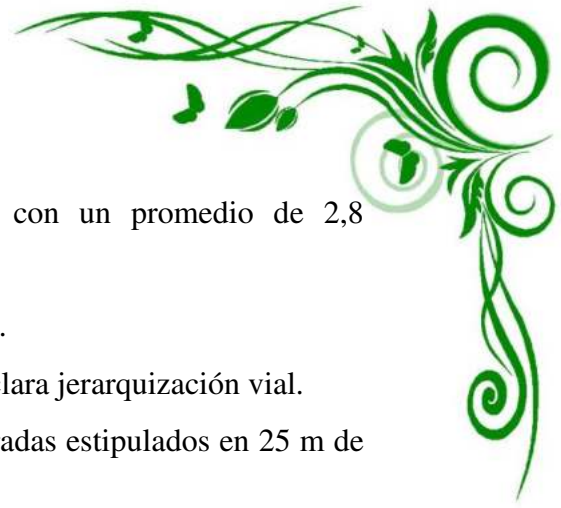 con un promedio de 2,8
.
lara jerarquización vial.
adas estipulados en 25 m de